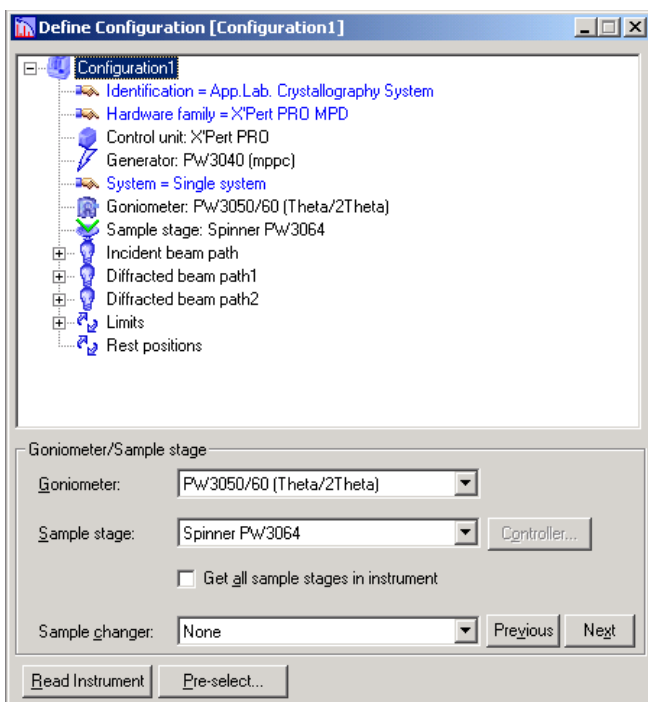 Define Configuration [Configuration1]
Configuration1
Identification = App.Lab. Crystallography System
Hardware family = X'Pert PRO MPD
Control unit: X'Pert PRO
Generator: PW3040 (mppc)
System = Single system
Goniometer: PW3050/60 (Theta/2Theta)
Sample stage: Spinner PW3064
Incident beam path
Diffracted beam path1
Diffracted beam path2
Limits
Rest positions
Goniometer/Sample stage
Goniometer: PW3050/60 (Theta/2Theta)
Sample stage: Spinner PW3064 Controller...
Get all sample stages in instrument
Sample changer: None Previous Next
Read Instrument Pre-select...